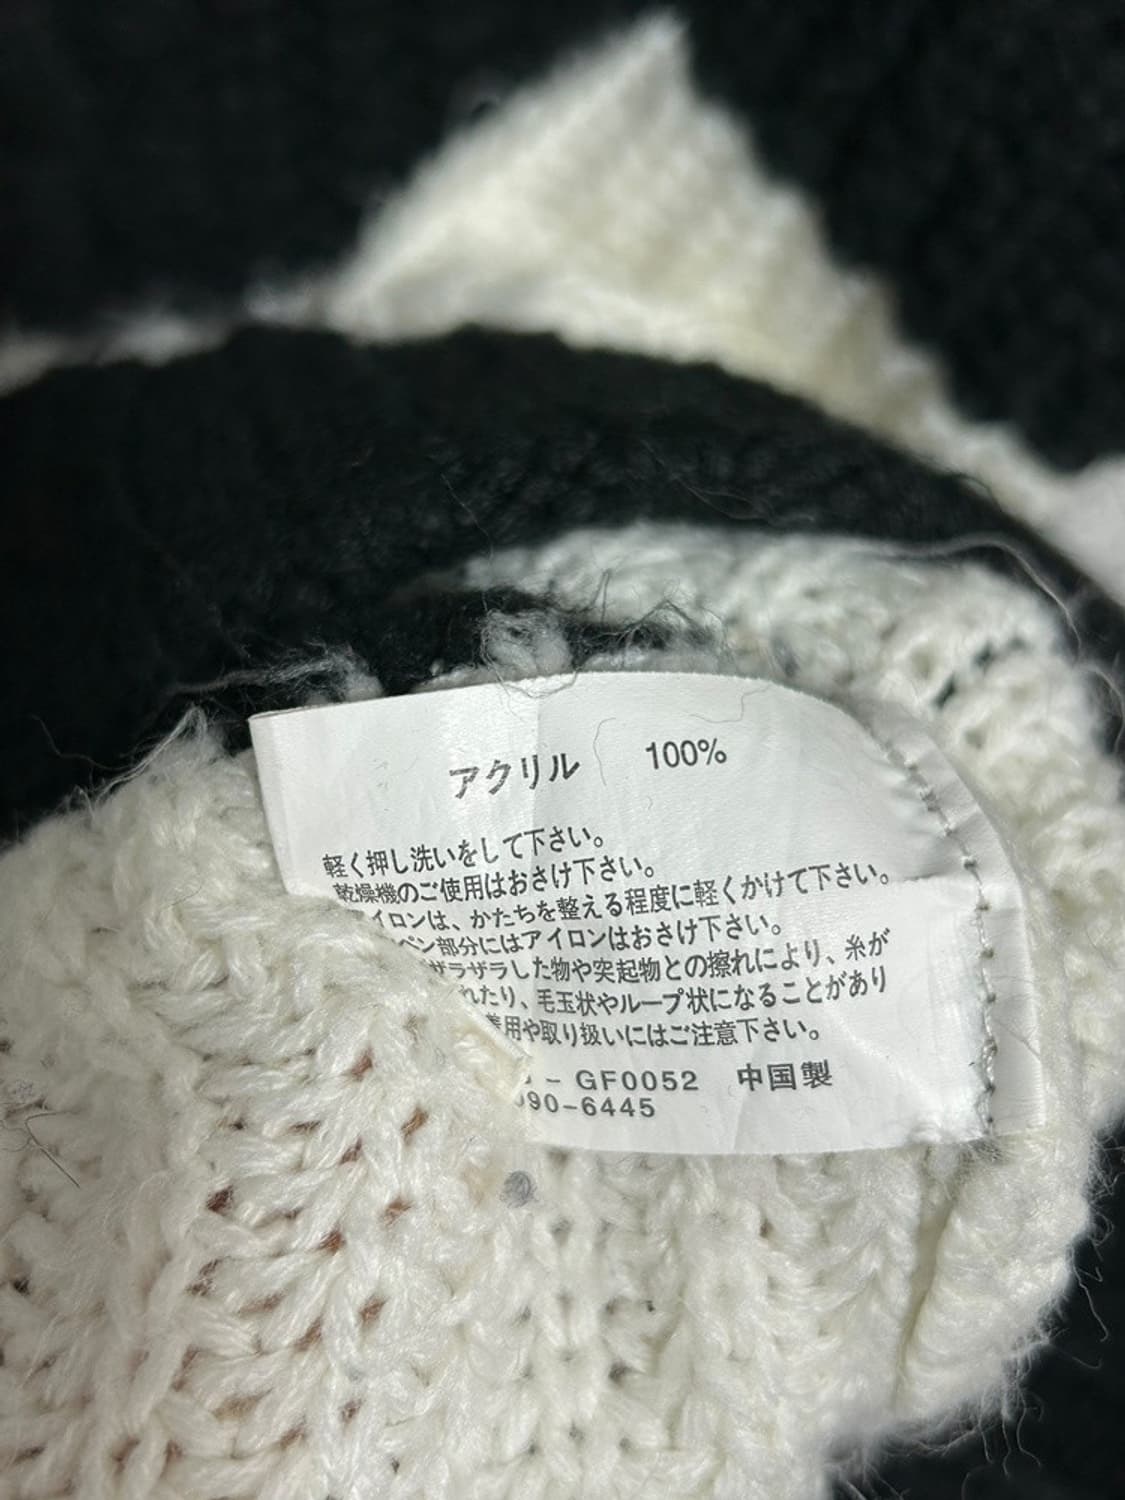 アクリル 100%
軽く押し洗いをして下さい。
乾燥機のご使用はおさけ下さい。
イロンは、かたちを整える程度に軽くかけて下さい。
ペン部分にはアイロンはおさけ下さい。
ザラザラした物や突起物との擦れにより、糸が
れたり、毛玉状やループ状になることがあり
着用や取り扱いにはご注意下さい。
- GF0052 中国製
090-6445